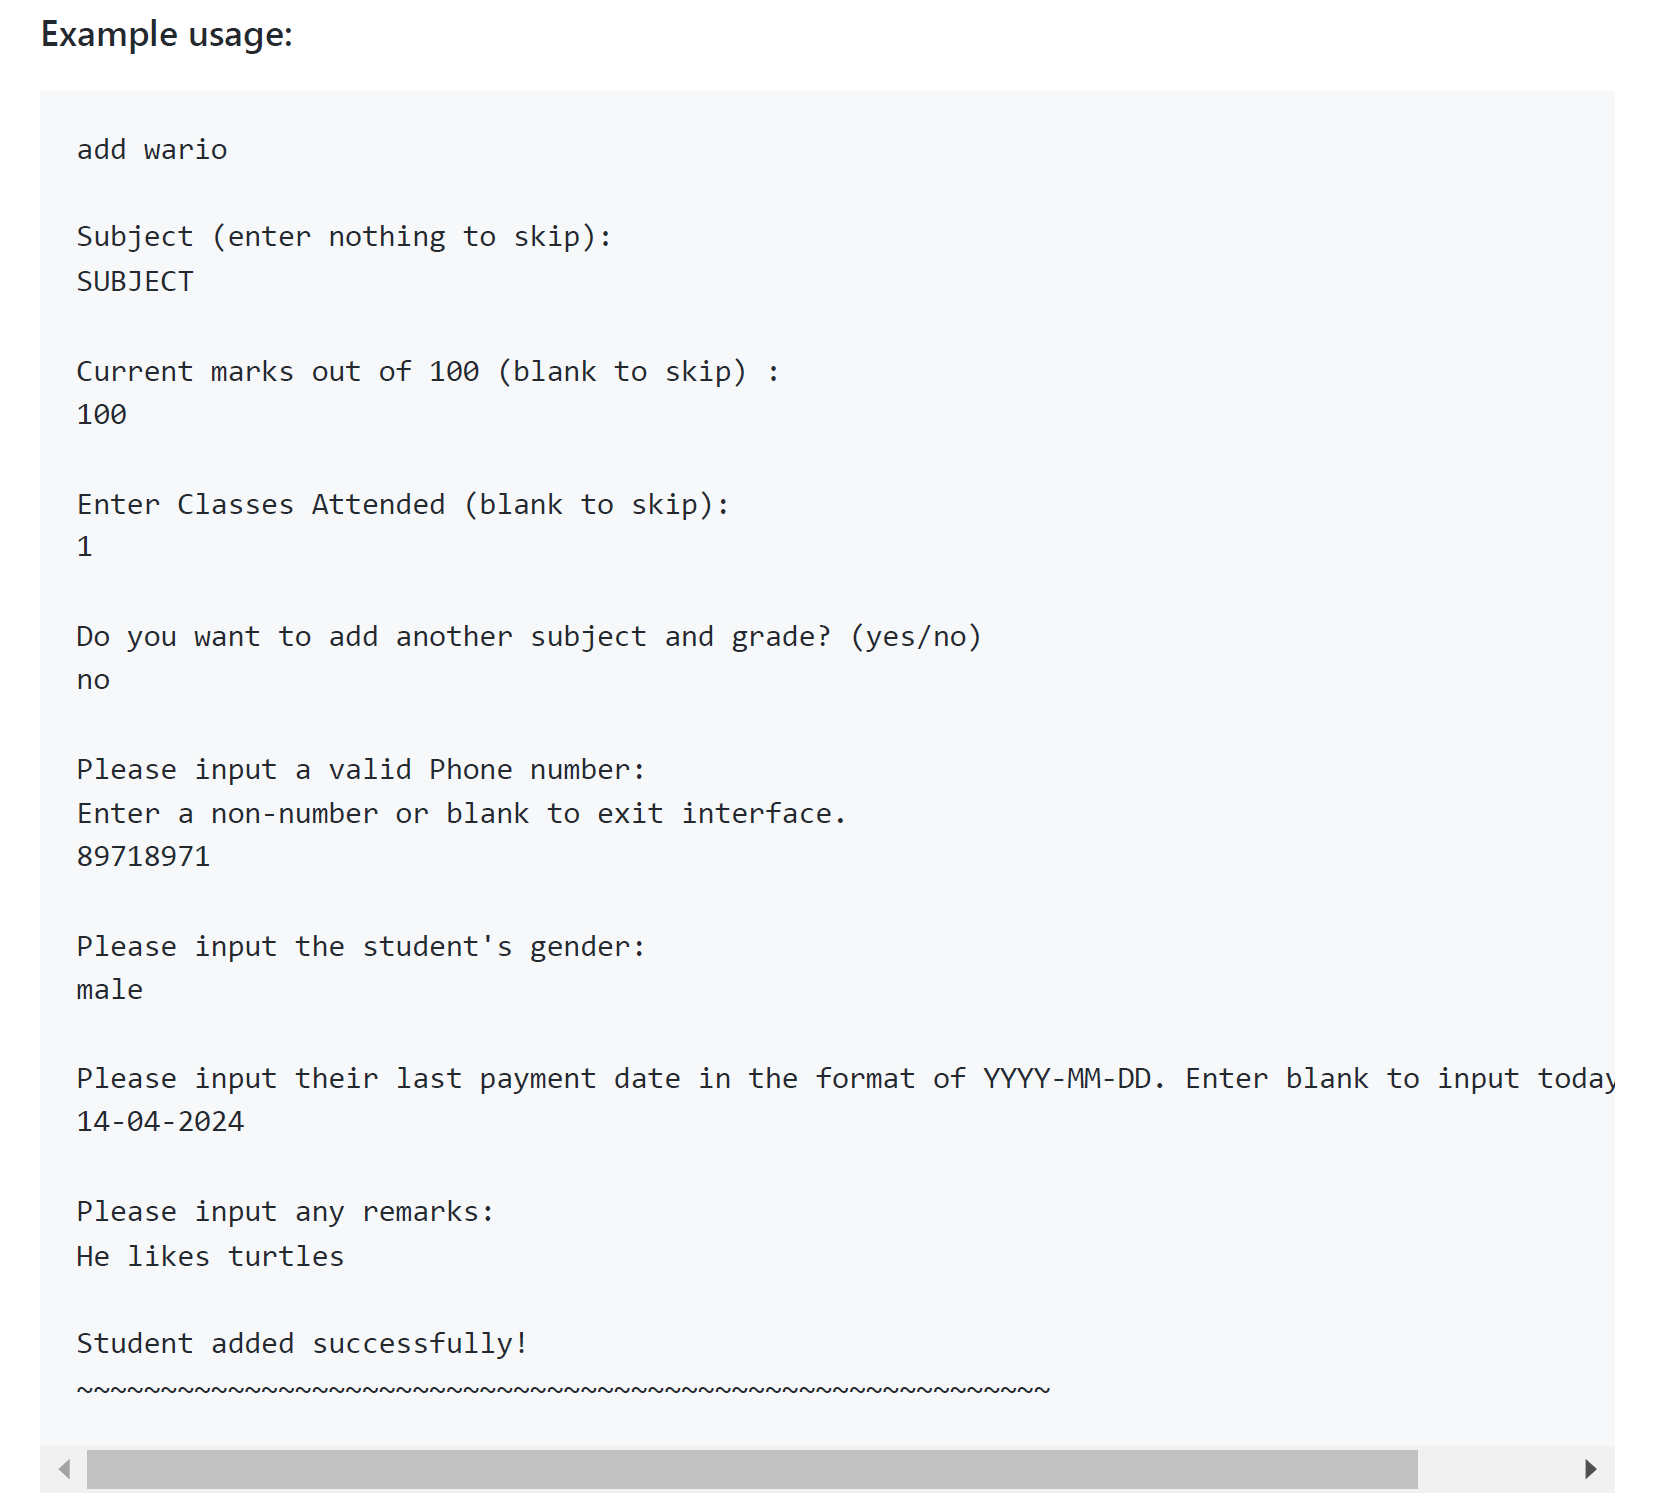 Example usage:
add wario
Subject (enter nothing to skip):
SUBJECT
Current marks out of 100 (blank to skip) :
100
Enter Classes Attended (blank to skip):
1
Do you want to add another subject and grade? (yes/no)
no
Please input a valid Phone number:
Enter a non-number or blank to exit interface.
89718971
Please input the student's gender:
male
Please input their last payment date in the format of YYYY-MM-DD. Enter blank to input today
14-04-2024
Please input any remarks:
He likes turtles
Student added successfully!
~~~~~~~~~~~~~~~~~~~~~~~~~~~~~~~~~~~~~~~~~~~~~~~~~~~~~~~~~~